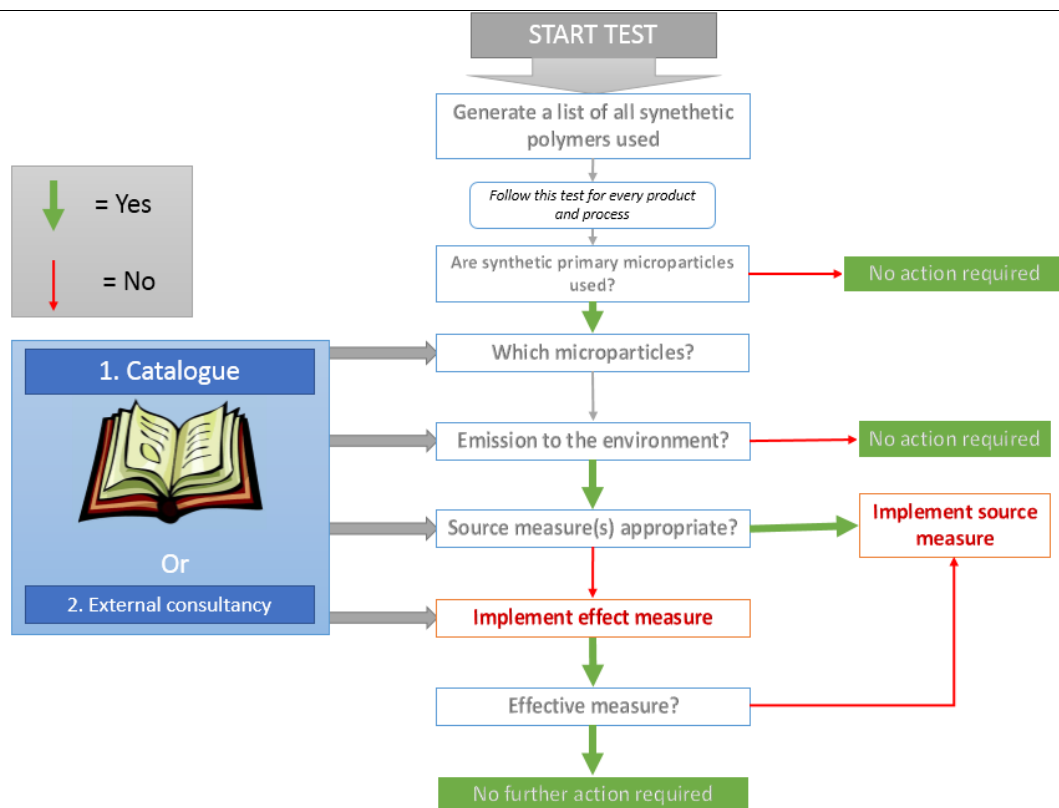 START TEST
Generate a list of all synethetic
polymers used
Follow this test for every product
and process
= Yes
= No
Are synthetic primary microparticles
used?
No action required
1. Catalogue
Or
2. External consultancy
Which microparticles?
Emission to the environment?
No action required
Source measure(s) appropriate?
Implement source
measure
Implement effect measure
Effective measure?
No further action required